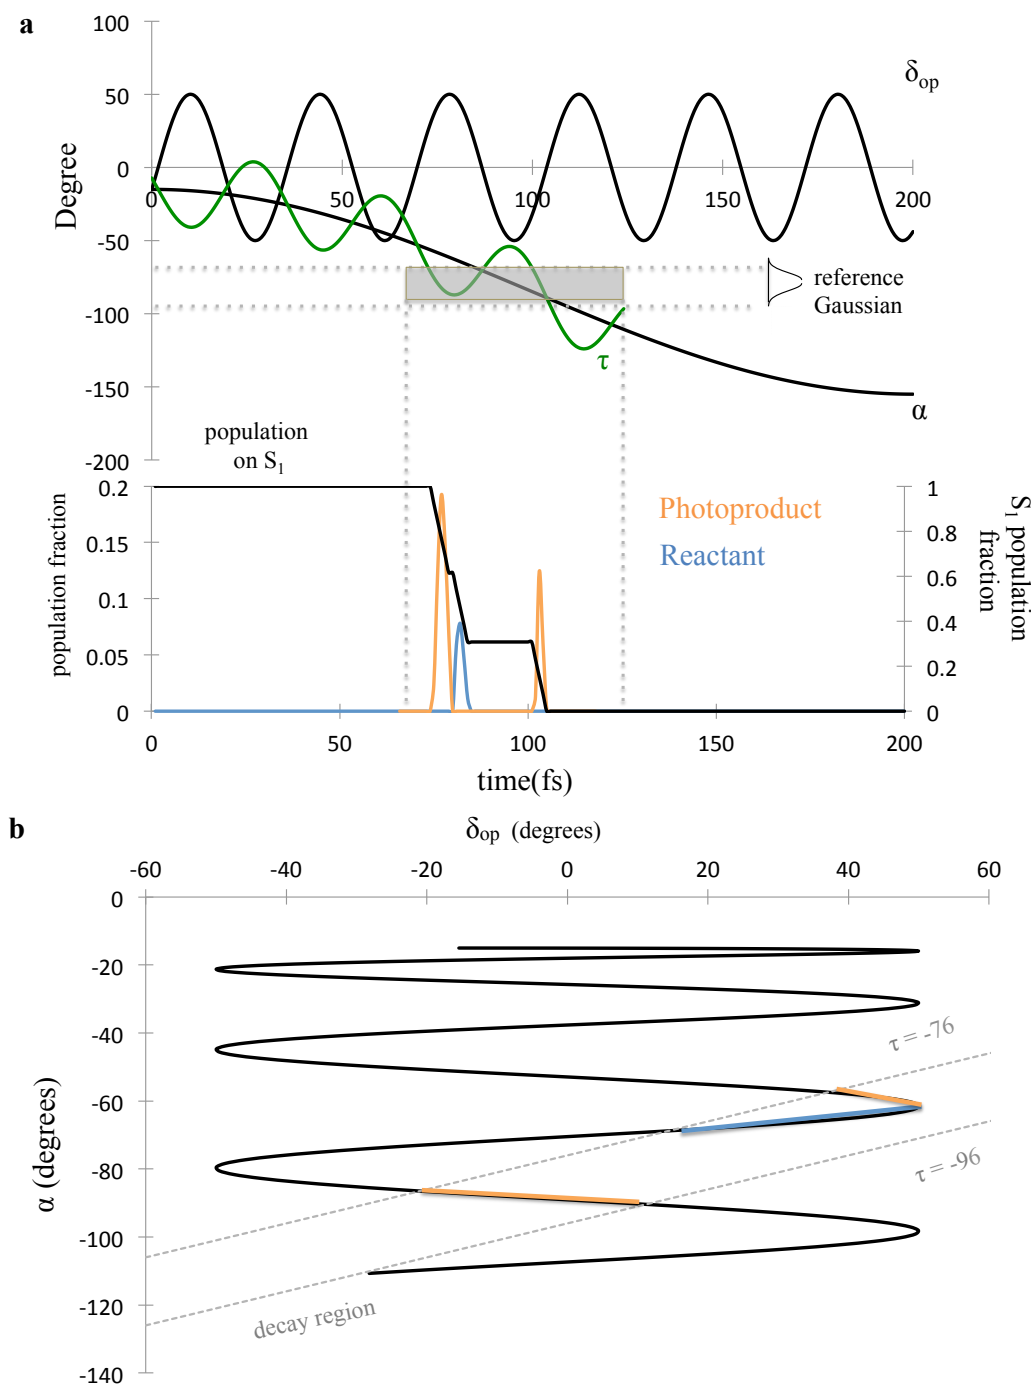 a
100
50
0
-50
-100
-150
-200
Degree
0
50
100
150
200
δop
reference
Gaussian
τ
α
population
on S1
0.2
0.15
0.1
0.05
0
population fraction
Photoproduct
Reactant
1
0.8
0.6
0.4
0.2
0
S1 population
fraction
0
50
100
150
200
time(fs)
b
δop (degrees)
-60
-40
-20
0
20
40
60
0
-20
-40
-60
-80
-100
-120
-140
α (degrees)
τ = -76
τ = -96
decay region